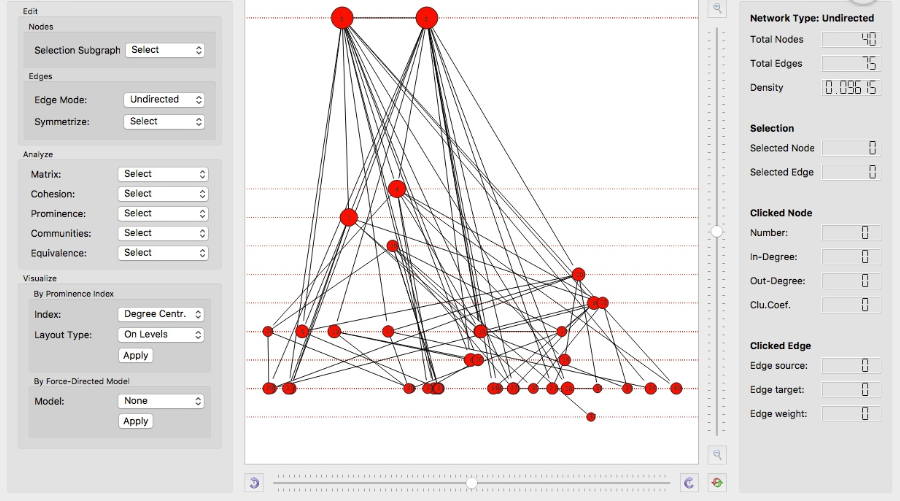 Edit
Nodes
Selection Subgraph Select
Edges
Edge Mode: Undirected
Symmetrize: Select
Analyze
Matrix: Select
Cohesion: Select
Prominence: Select
Communities: Select
Equivalence: Select
Visualize
By Prominence Index
Index: Degree Centr.
Layout Type: On Levels
Apply
By Force-Directed Model
Model: None
Apply
Network Type: Undirected
Total Nodes 40
Total Edges 75
Density 0.09615
Selection
Selected Node 0
Selected Edge 0
Clicked Node
Number: 0
In-Degree: 0
Out-Degree: 0
Clu.Coef. 0
Clicked Edge
Edge source: 0
Edge target: 0
Edge weight: 0